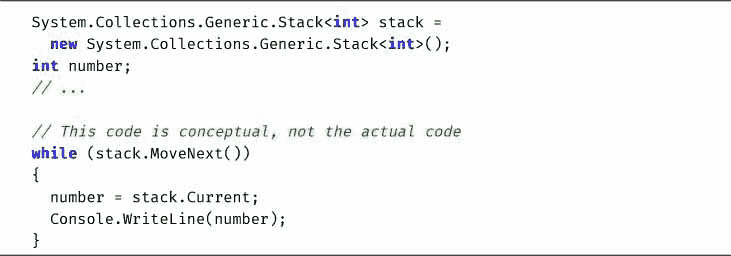 System.Collections.Generic.Stack<int> stack =
  new System.Collections.Generic.Stack<int>();
int number;
// ...

// This code is conceptual, not the actual code
while (stack.MoveNext())
{
  number = stack.Current;
  Console.WriteLine(number);
}